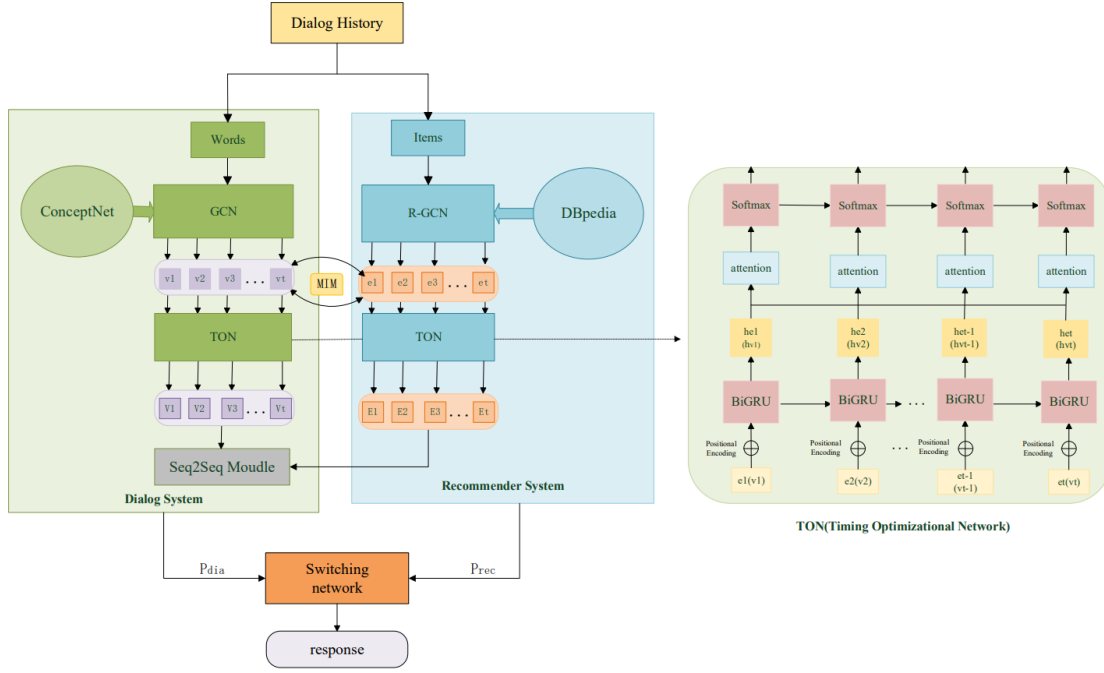 Dialog History
Words
Items
ConceptNet
GCN
R-GCN
DBpedia
v1 v2 v3 ... vt
MIM
e1 e2 e3 ... et
TON
TON
V1 V2 V3 ... Vt
E1 E2 E3 ... Et
Seq2Seq Moudle
Dialog System
Recommender System
Pdia
Switching
network
Prec
response
Softmax
Softmax
Softmax
Softmax
attention
attention
attention
attention
he1
(hv1)
he2
(hv2)
het-1
(hvt-1)
het
(hvt)
BiGRU
BiGRU
...
BiGRU
BiGRU
Positional
Encoding
Positional
Encoding
...
Positional
Encoding
Positional
Encoding
e1(v1)
e2(v2)
et-1
(vt-1)
et(vt)
TON(Timing Optimizational Network)